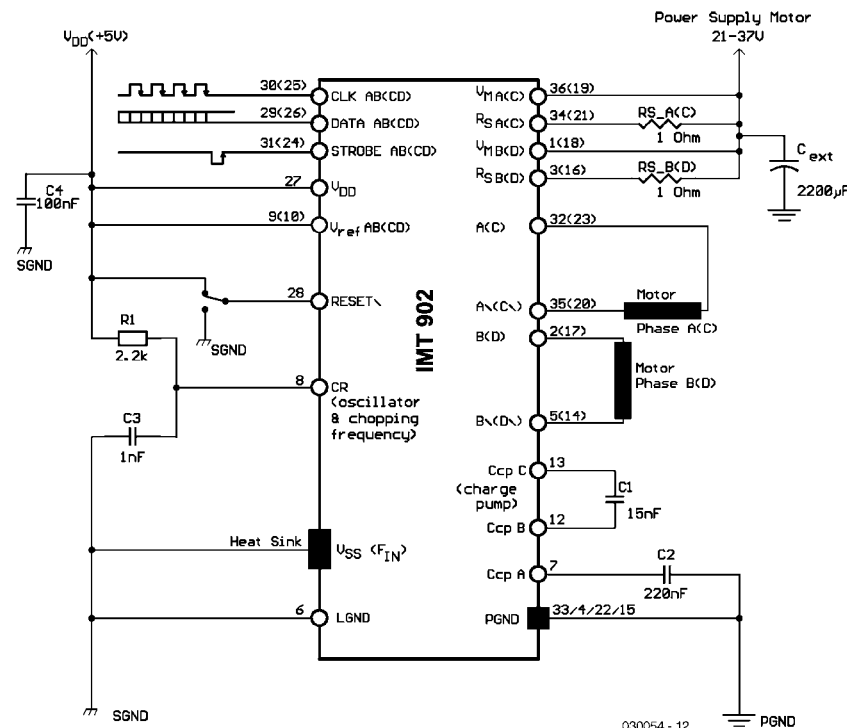 Power Supply Motor
21-37V
VDD(+5V)
30(25)
CLK AB(CD)
29(26)
DATA AB(CD)
31(24)
STROBE AB(CD)
27
VDD
9(10)
Vref AB(CD)
28
RESET\
8
CR
(oscillator
& chopping
frequency)
Heat Sink
VSS (FIN)
6
LGND
C4
100nF
SGND
SGND
R1
2.2k
C3
1nF
SGND
IMT 902
VMA(C)
36(19)
RSA(C)
34(21)
RS_A(C)
1 Ohm
VMB(D)
1(18)
RSB(D)
3(16)
RS_B(D)
1 Ohm
Cext
2200µF
A(C)
32(23)
A\(C\)
35(20)
Motor
Phase A(C)
B(D)
2(17)
Motor
Phase B(D)
B\(D\)
5(14)
Ccp C
13
(charge
pump)
C1
15nF
Ccp B
12
Ccp A
7
C2
220nF
PGND
33/4/22/15
030054 - 12
PGND